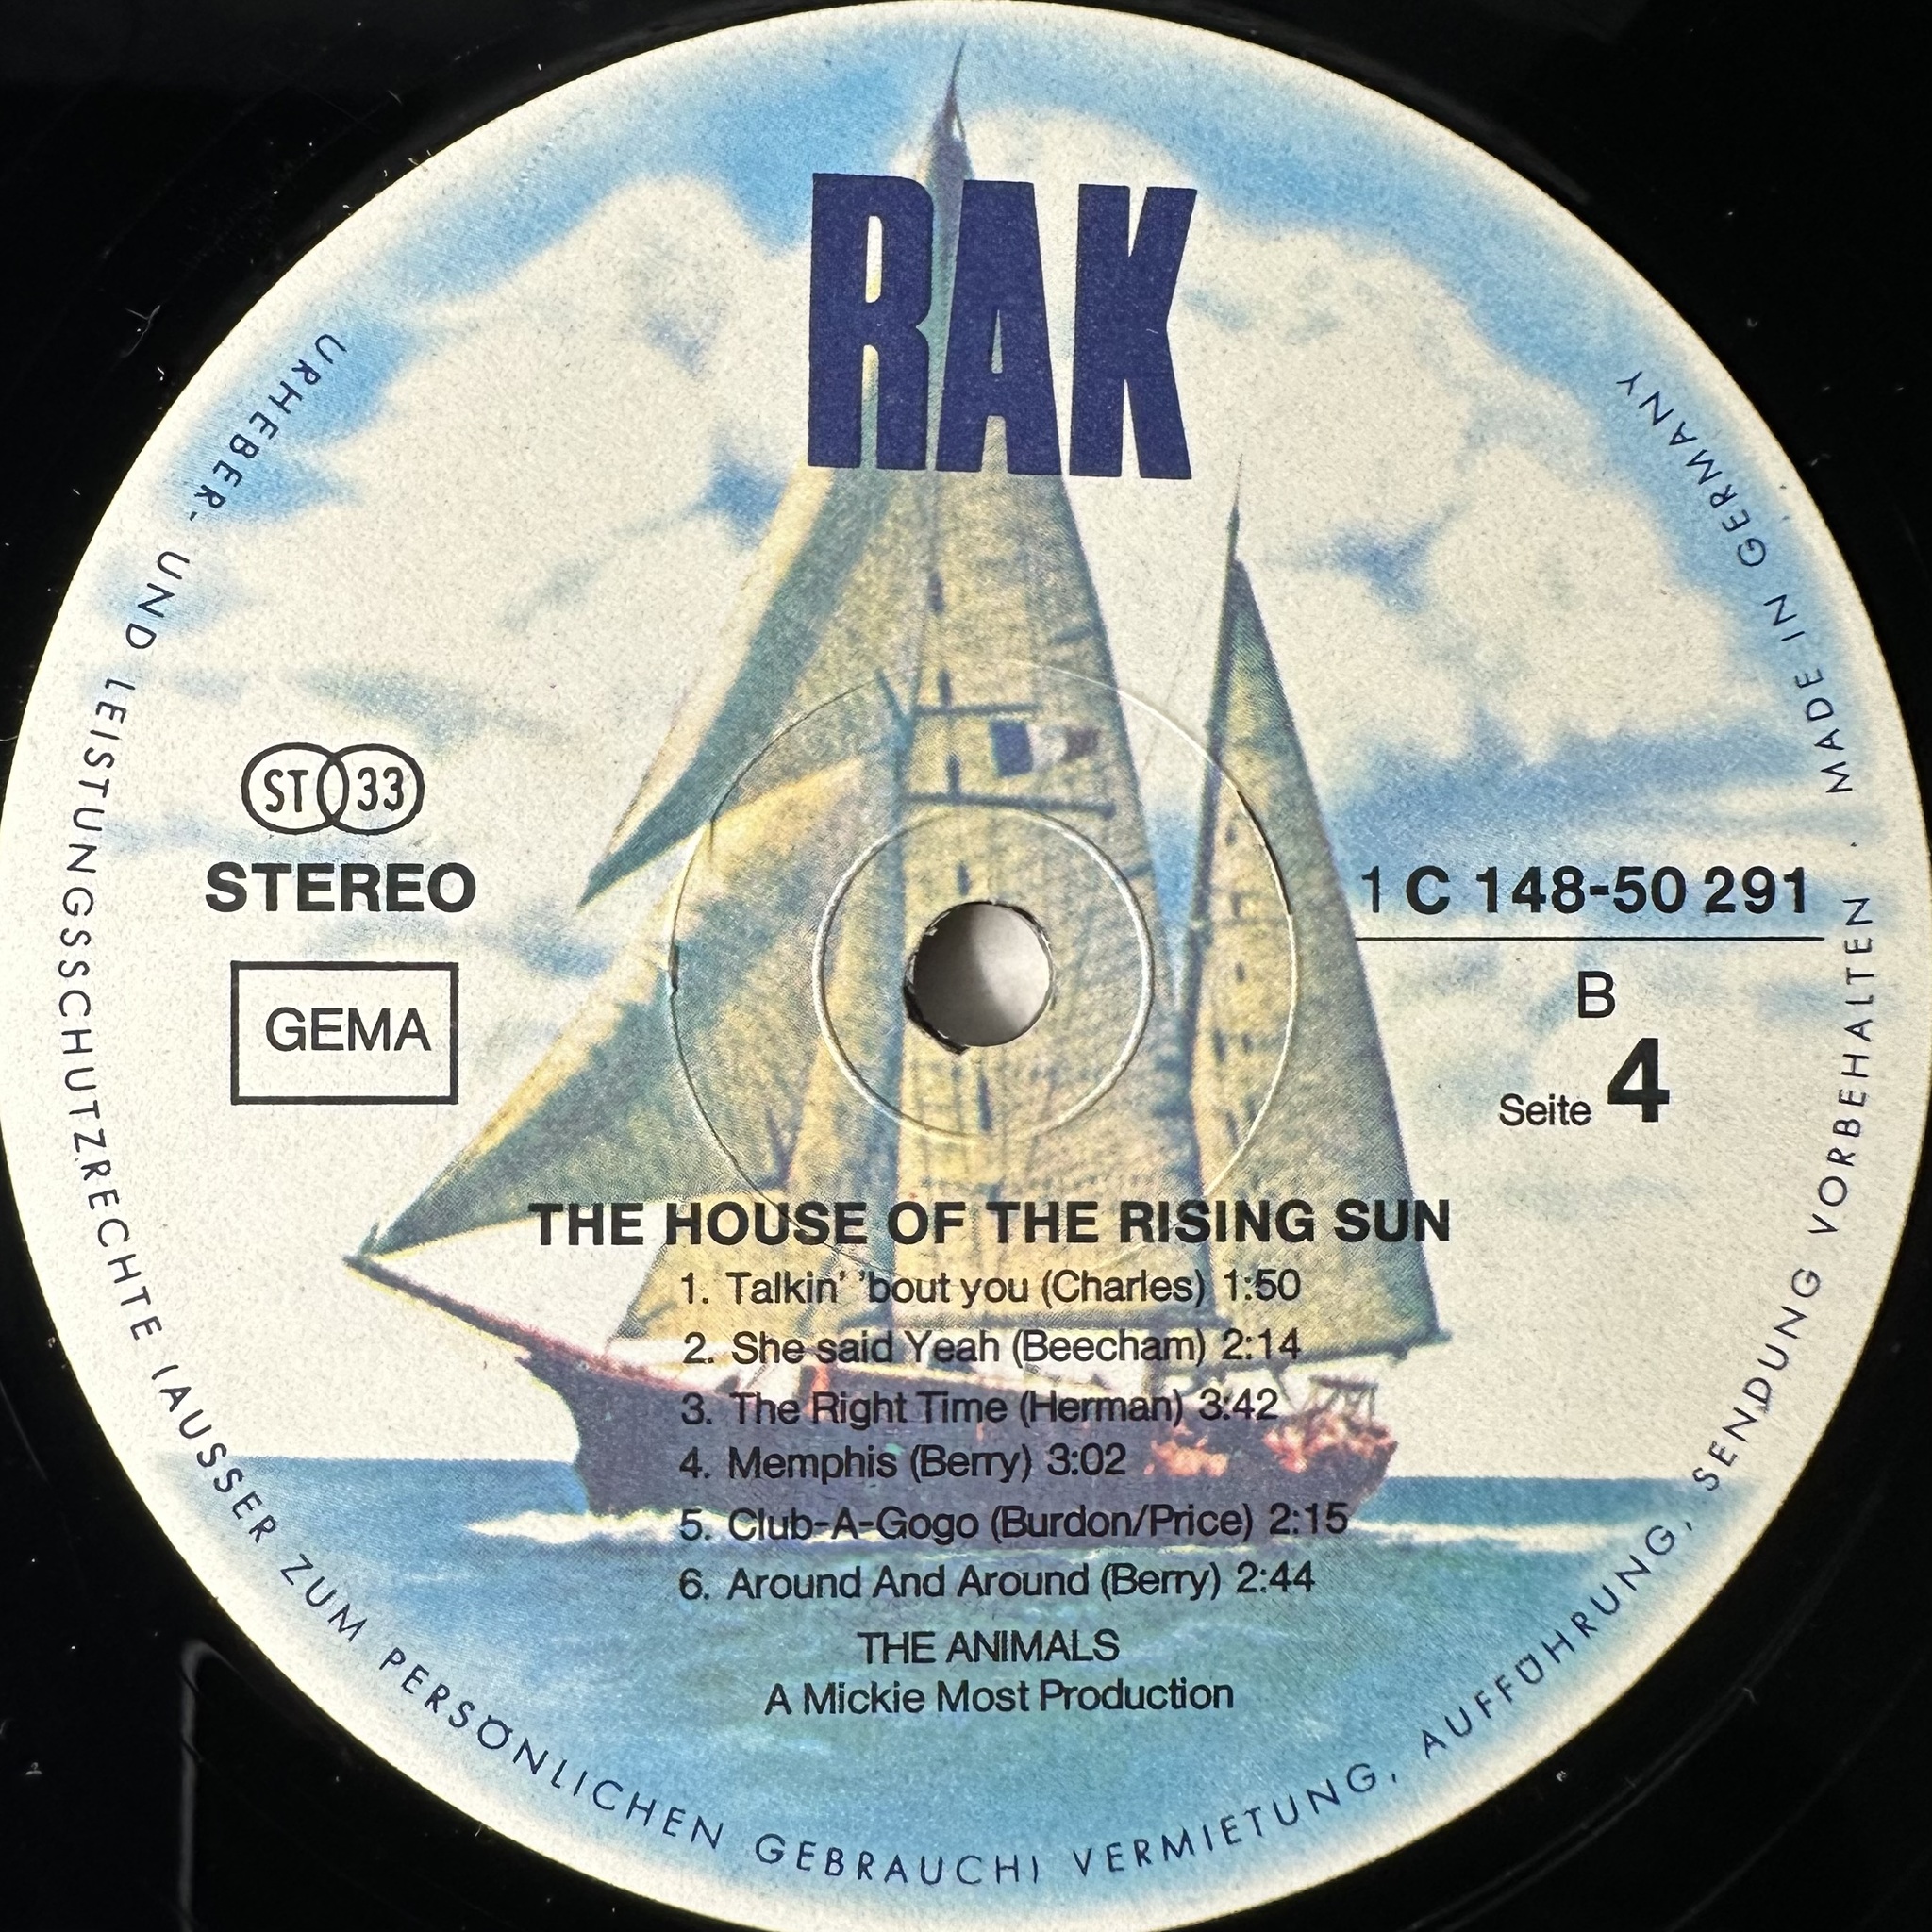 RAK
ST 33
STEREO
GEMA
1 C 148-50 291
B
Seite 4
THE HOUSE OF THE RISING SUN
1. Talkin' 'bout you (Charles) 1:50
2. She said Yeah (Beecham) 2:14
3. The Right Time (Herman) 3:42
4. Memphis (Berry) 3:02
5. Club-A-Gogo (Burdon/Price) 2:15
6. Around And Around (Berry) 2:44
THE ANIMALS
A Mickie Most Production
URHEBER- UND LEISTUNGSSCHUTZRECHTE (AUSSER ZUM PERSÖNLICHEN GEBRAUCH) VERMIETUNG, AUFFÜHRUNG, SENDUNG VORBEHALTEN · MADE IN GERMANY